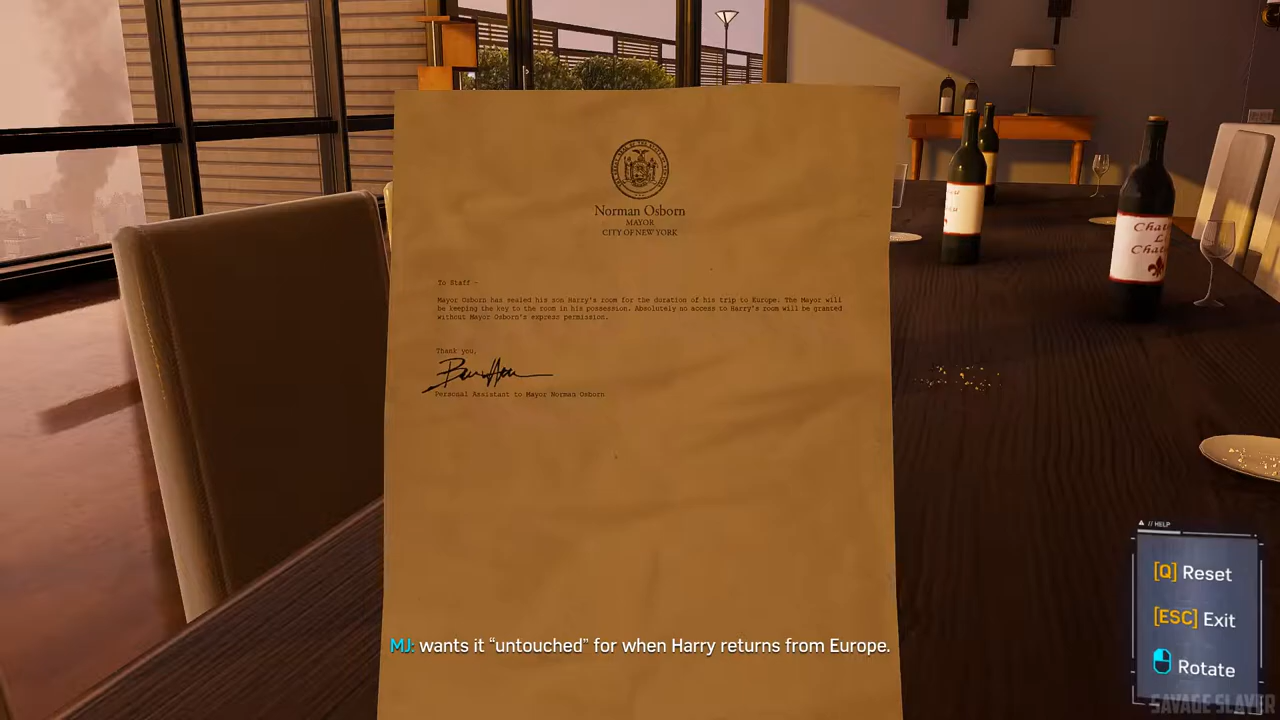 Norman Osborn
MAYOR
CITY OF NEW YORK
To Staff -
Mayor Osborn has sealed his son Harry's room for the duration of his trip to Europe. The Mayor will
be keeping the key to the room in his possession. Absolutely no access to Harry's room will be granted
without Mayor Osborn's express permission.
Thank you,
Personal Assistant to Mayor Norman Osborn
MJ: wants it “untouched” for when Harry returns from Europe.
// HELP
[Q] Reset
[ESC] Exit
Rotate
SAVAGE SLAYER